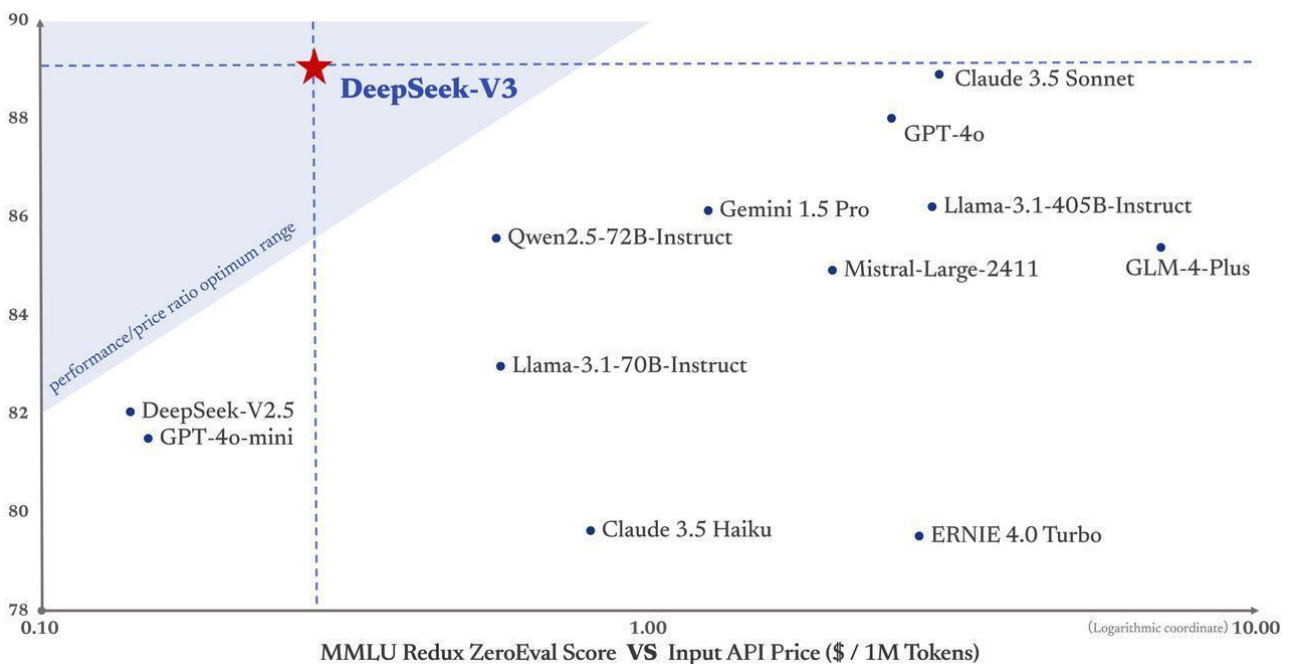 90
DeepSeek-V3
Claude 3.5 Sonnet
88
GPT-4o
86
Gemini 1.5 Pro
Llama-3.1-405B-Instruct
Qwen2.5-72B-Instruct
performance/price ratio optimum range
Mistral-Large-2411
GLM-4-Plus
84
Llama-3.1-70B-Instruct
82
DeepSeek-V2.5
GPT-4o-mini
80
Claude 3.5 Haiku
ERNIE 4.0 Turbo
78
0.10
1.00
(Logarithmic coordinate) 10.00
MMLU Redux ZeroEval Score VS Input API Price ($ / 1M Tokens)